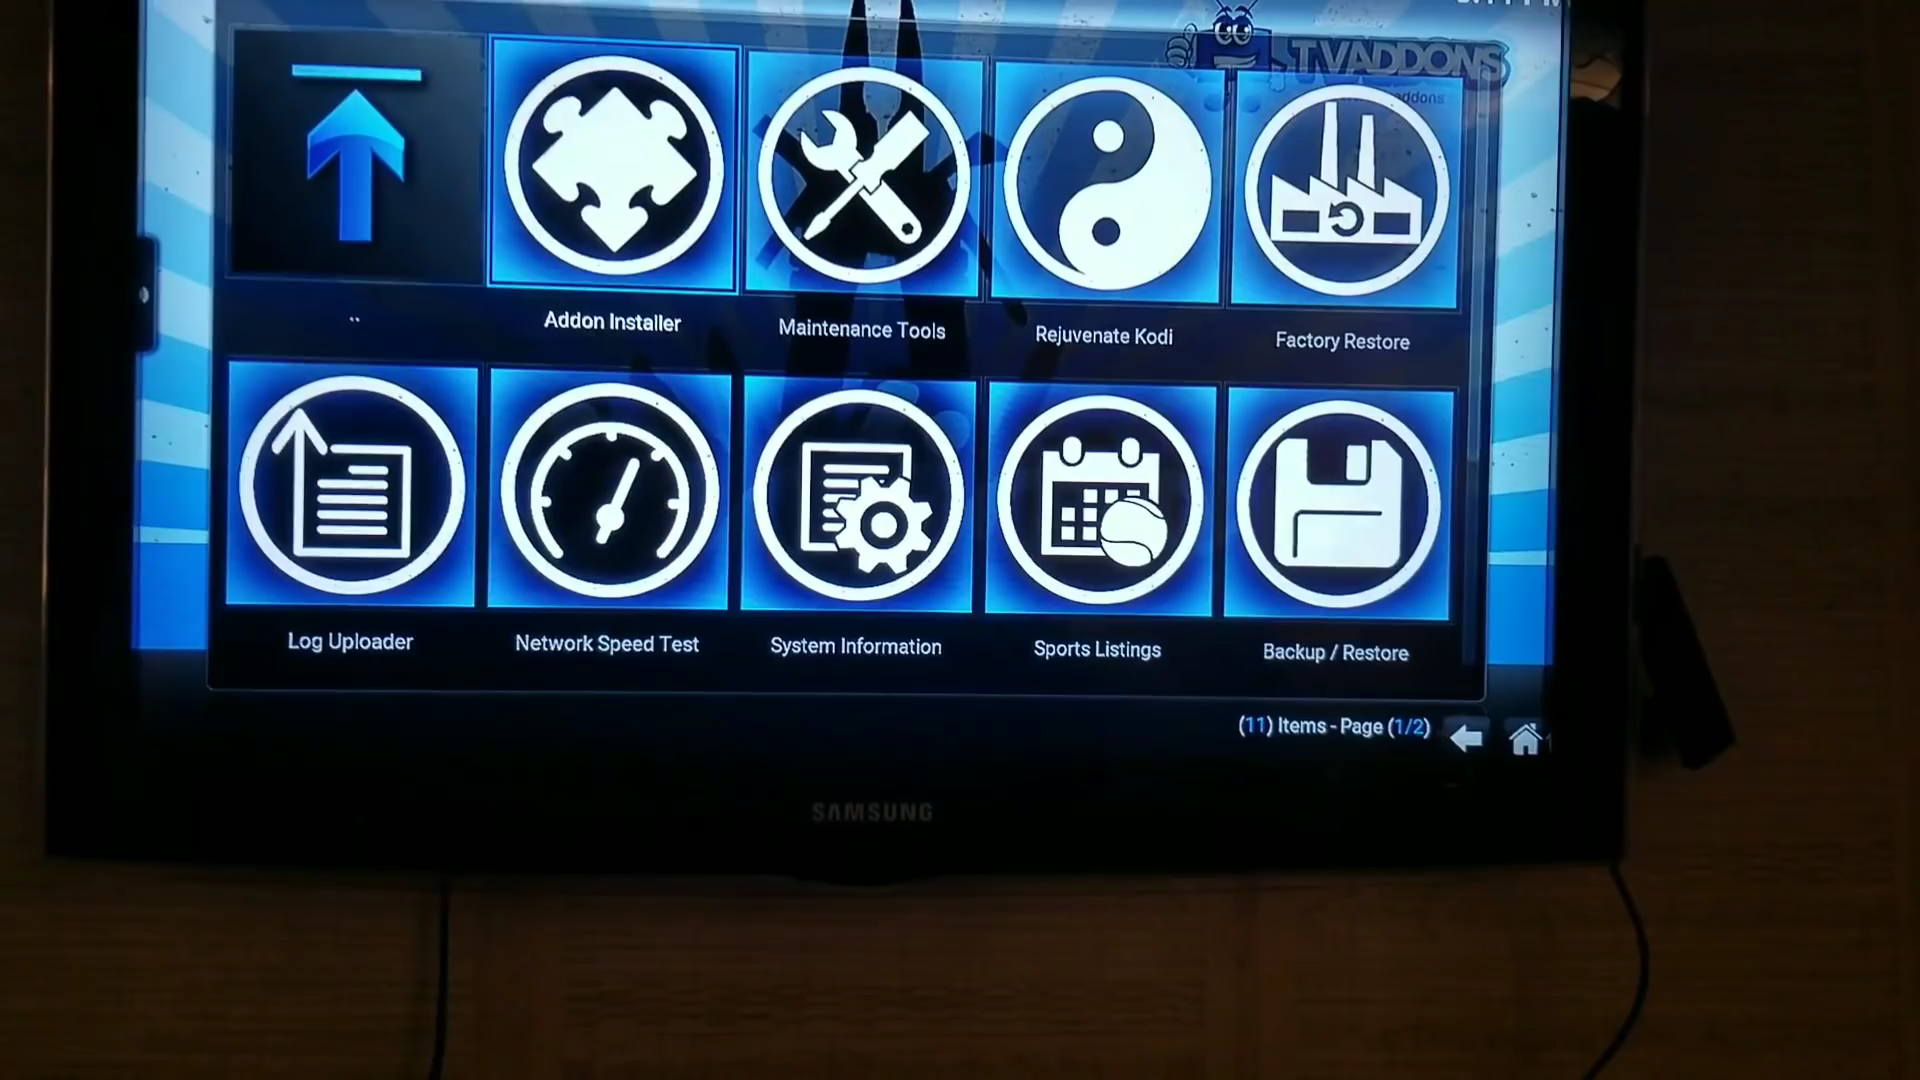 TVADDONS
ddons
..
Addon Installer
Maintenance Tools
Rejuvenate Kodi
Factory Restore
Log Uploader
Network Speed Test
System Information
Sports Listings
Backup / Restore
(11) Items - Page (1/2)
SAMSUNG